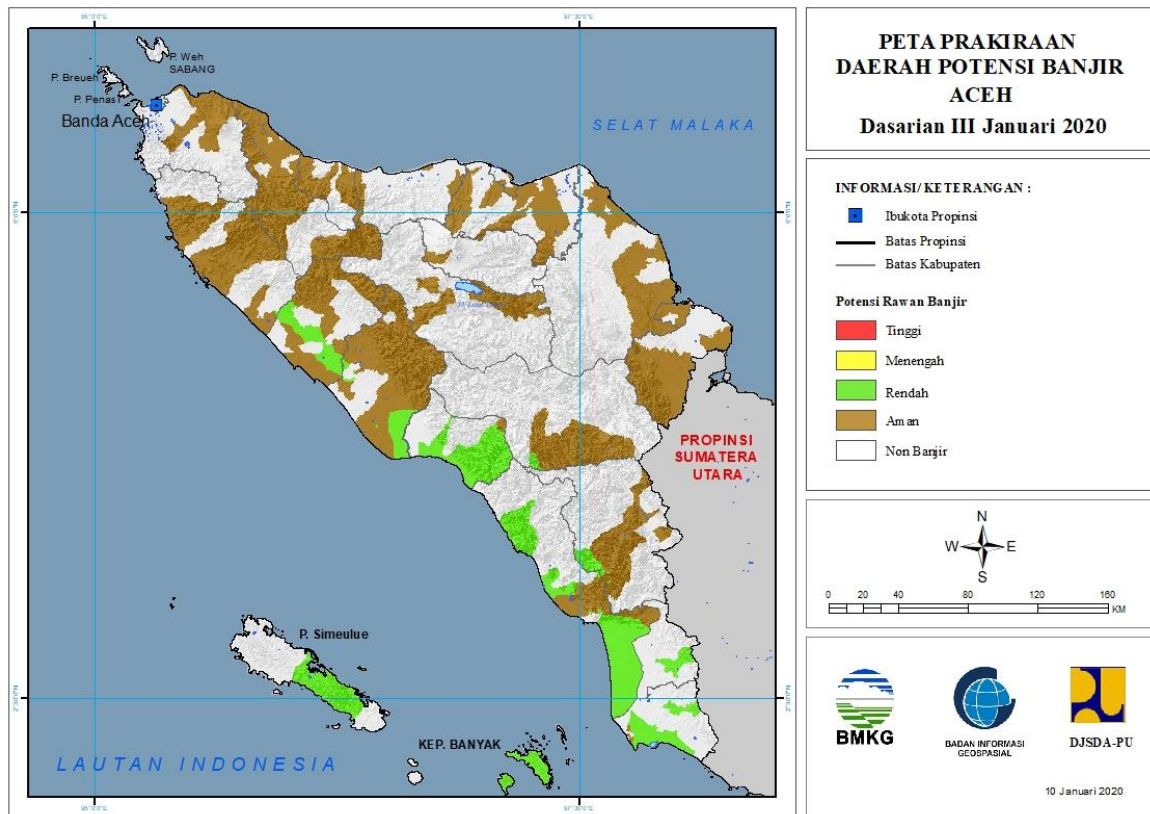 PETA PRAKIRAAN
DAERAH POTENSI BANJIR
ACEH
Dasarian III Januari 2020
INFORMASI/ KETERANGAN :
Ibukota Propinsi
Batas Propinsi
Batas Kabupaten
Potensi Rawan Banjir
Tinggi
Menengah
Rendah
Aman
Non Banjir
N
W E
S
0 20 40 80 120 160
KM
BMKG
BADAN INFORMASI
GEOSPASIAL
DJSDA-PU
10 Januari 2020
P. Weh
SABANG
P. Breueh
P. Penasi
Banda Aceh
SELAT MALAKA
PROPINSI
SUMATERA
UTARA
P. Simeulue
KEP. BANYAK
LAUTAN INDONESIA